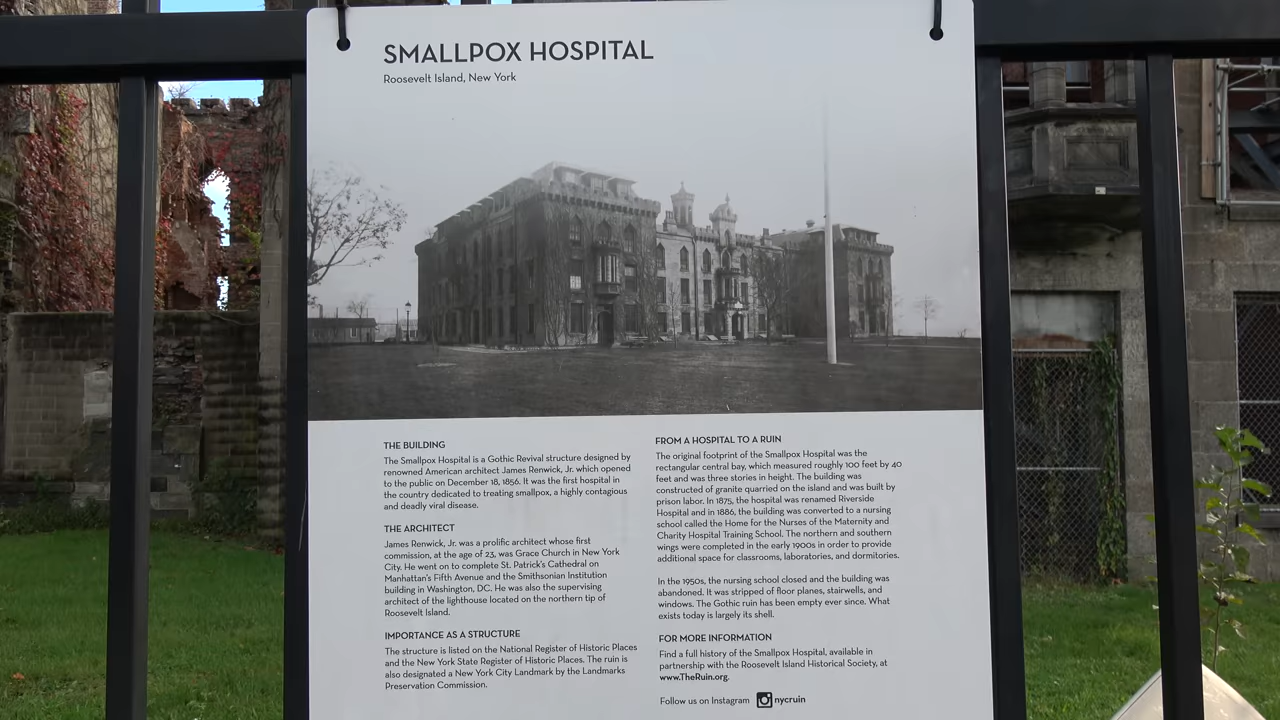 SMALLPOX HOSPITAL
Roosevelt Island, New York
THE BUILDING
The Smallpox Hospital is a Gothic Revival structure designed by
renowned American architect James Renwick, Jr. which opened
to the public on December 18, 1856. It was the first hospital in
the country dedicated to treating smallpox, a highly contagious
and deadly viral disease.
THE ARCHITECT
James Renwick, Jr. was a prolific architect whose first
commission, at the age of 23, was Grace Church in New York
City. He went on to complete St. Patrick's Cathedral on
Manhattan's Fifth Avenue and the Smithsonian Institution
building in Washington, DC. He was also the supervising
architect of the lighthouse located on the northern tip of
Roosevelt Island.
IMPORTANCE AS A STRUCTURE
The structure is listed on the National Register of Historic Places
and the New York State Register of Historic Places. The ruin is
also designated a New York City Landmark by the Landmarks
Preservation Commission.
FROM A HOSPITAL TO A RUIN
The original footprint of the Smallpox Hospital was the
rectangular central bay, which measured roughly 100 feet by 40
feet and was three stories in height. The building was
constructed of granite quarried on the island and was built by
prison labor. In 1875, the hospital was renamed Riverside
Hospital and in 1886, the building was converted to a nursing
school called the Home for the Nurses of the Maternity and
Charity Hospital Training School. The northern and southern
wings were completed in the early 1900s in order to provide
additional space for classrooms, laboratories, and dormitories.
In the 1950s, the nursing school closed and the building was
abandoned. It was stripped of floor planes, stairwells, and
windows. The Gothic ruin has been empty ever since. What
exists today is largely its shell.
FOR MORE INFORMATION
Find a full history of the Smallpox Hospital, available in
partnership with the Roosevelt Island Historical Society, at
www.TheRuin.org.
Follow us on Instagram nycruin